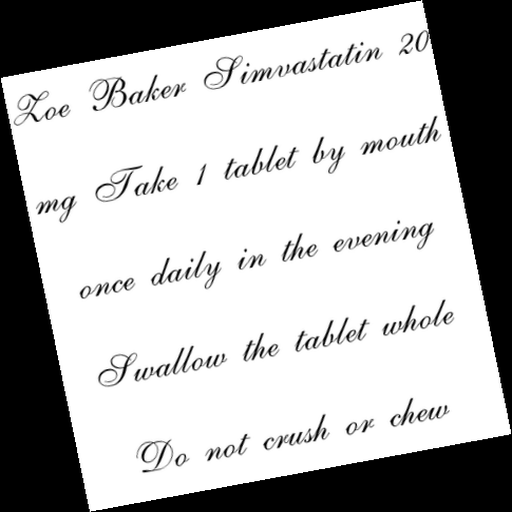 Zoe Baker Simvastatin 20
mg Take 1 tablet by mouth
once daily in the evening
Swallow the tablet whole
Do not crush or chew